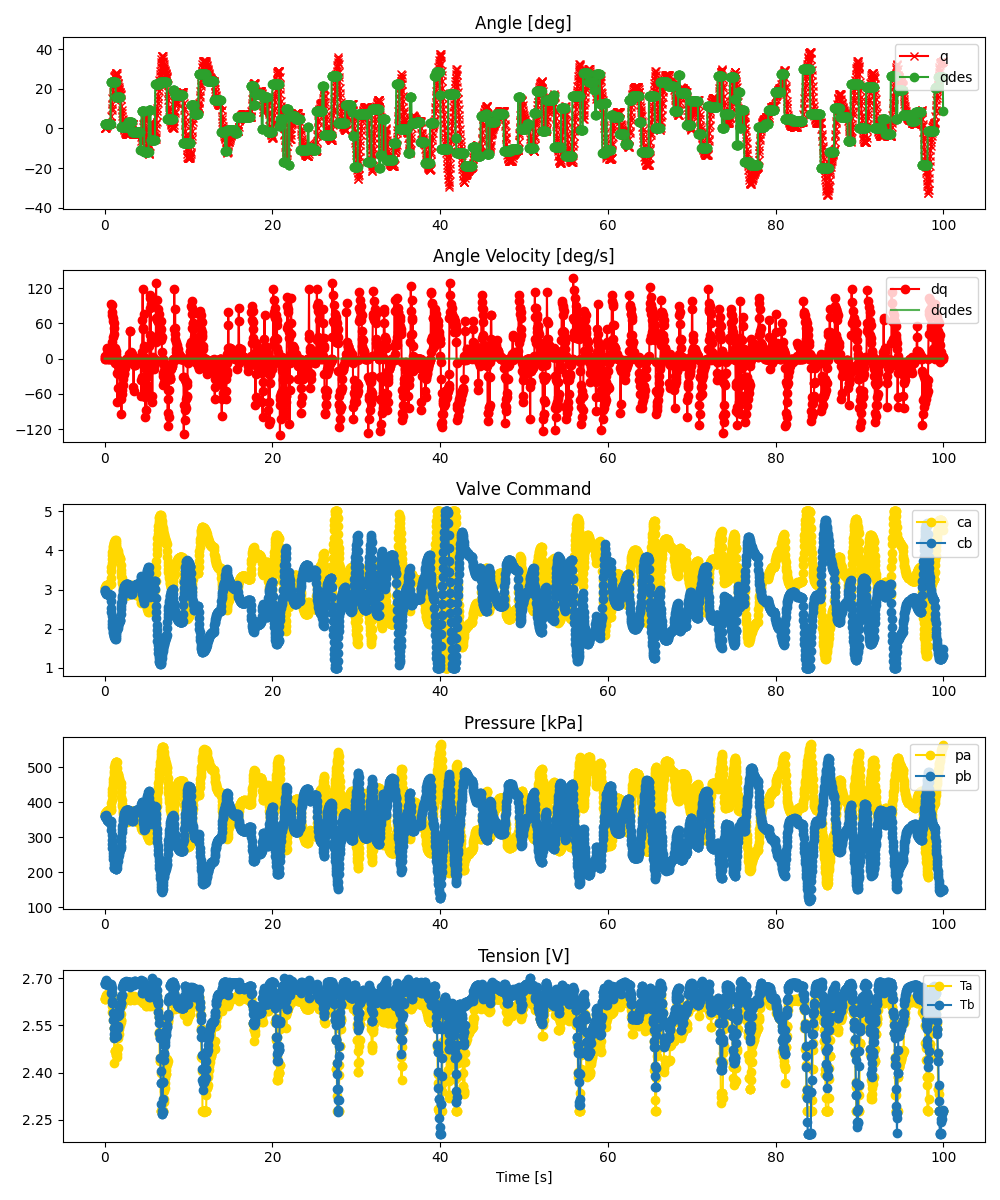 Angle [deg]
40
20
0
−20
−40
q
qdes
0 20 40 60 80 100
Angle Velocity [deg/s]
120
60
0
−60
−120
dq
dqdes
0 20 40 60 80 100
Valve Command
5
4
3
2
1
ca
cb
0 20 40 60 80 100
Pressure [kPa]
500
400
300
200
100
pa
pb
0 20 40 60 80 100
Tension [V]
2.70
2.55
2.40
2.25
Ta
Tb
0 20 40 60 80 100
Time [s]